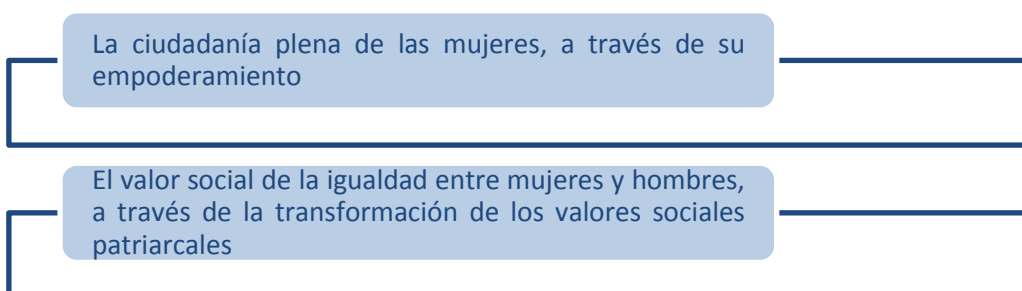 La ciudadanía plena de las mujeres, a través de su
empoderamiento
El valor social de la igualdad entre mujeres y hombres,
a través de la transformación de los valores sociales
patriarcales